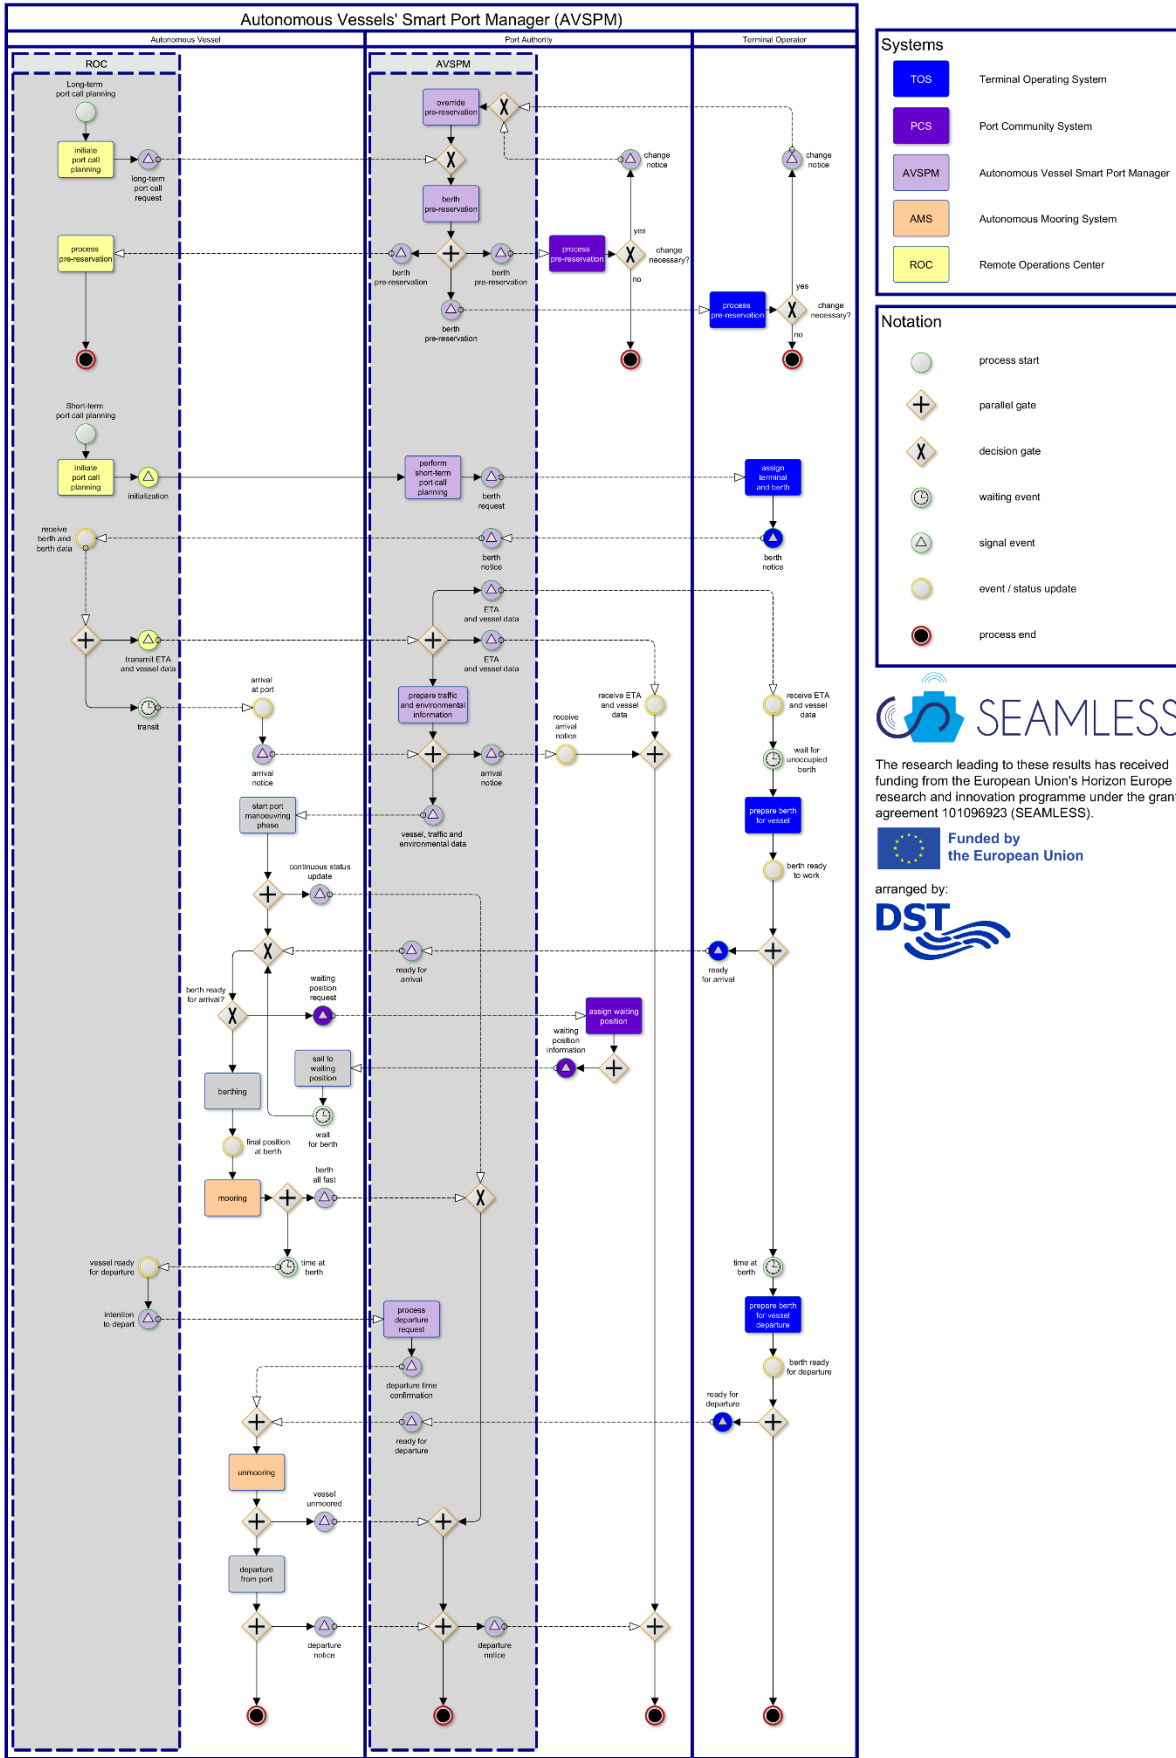 Autonomous Vessels' Smart Port Manager (AVSPM)
Autonomous Vessel
Port Authority
Terminal Operator
ROC
AVSPM
Long-term
port call planning
override
pre-reservation
X
initiate
port call
planning
long-term
port call
request
X
change
notice
change
notice
berth
pre-reservation
process
pre-reservation
berth
pre-reservation
berth
pre-reservation
process
pre-reservation
yes
X
change
necessary?
no
berth
pre-reservation
process
pre-reservation
yes
X
change
necessary?
no
Short-term
port call planning
initiate
port call
planning
initialization
perform
short-term
port call
planning
berth
request
assign
terminal
and berth
receive
berth and
berth data
berth
notice
berth
notice
ETA
and vessel data
transmit ETA
and vessel data
ETA
and vessel data
transit
arrival
at port
prepare traffic
and environmental
information
receive ETA
and vessel
data
receive ETA
and vessel
data
receive
arrival
notice
arrival
notice
arrival
notice
wait for
unoccupied
berth
start port
manoeuvring
phase
vessel, traffic and
environmental data
prepare berth
for vessel
continuous status
update
berth ready
to work
X
ready for
arrival
ready
for arrival
berth ready
for arrival?
X
waiting
position
request
assign waiting
position
waiting
position
information
sail to
waiting
position
berthing
wait
for berth
final position
at berth
mooring
berth
all fast
X
vessel ready
for departure
time at
berth
time at
berth
intention
to depart
process
departure
request
prepare berth
for vessel
departure
departure time
confirmation
berth ready
for departure
ready for
departure
ready for
departure
unmooring
vessel
unmoored
departure
from port
departure
notice
departure
notice
Systems
TOS
Terminal Operating System
PCS
Port Community System
AVSPM
Autonomous Vessel Smart Port Manager
AMS
Autonomous Mooring System
ROC
Remote Operations Center
Notation
process start
parallel gate
X
decision gate
waiting event
signal event
event / status update
process end
SEAMLESS
The research leading to these results has received
funding from the European Union's Horizon Europe
research and innovation programme under the grant
agreement 101096923 (SEAMLESS).
Funded by
the European Union
arranged by:
DST